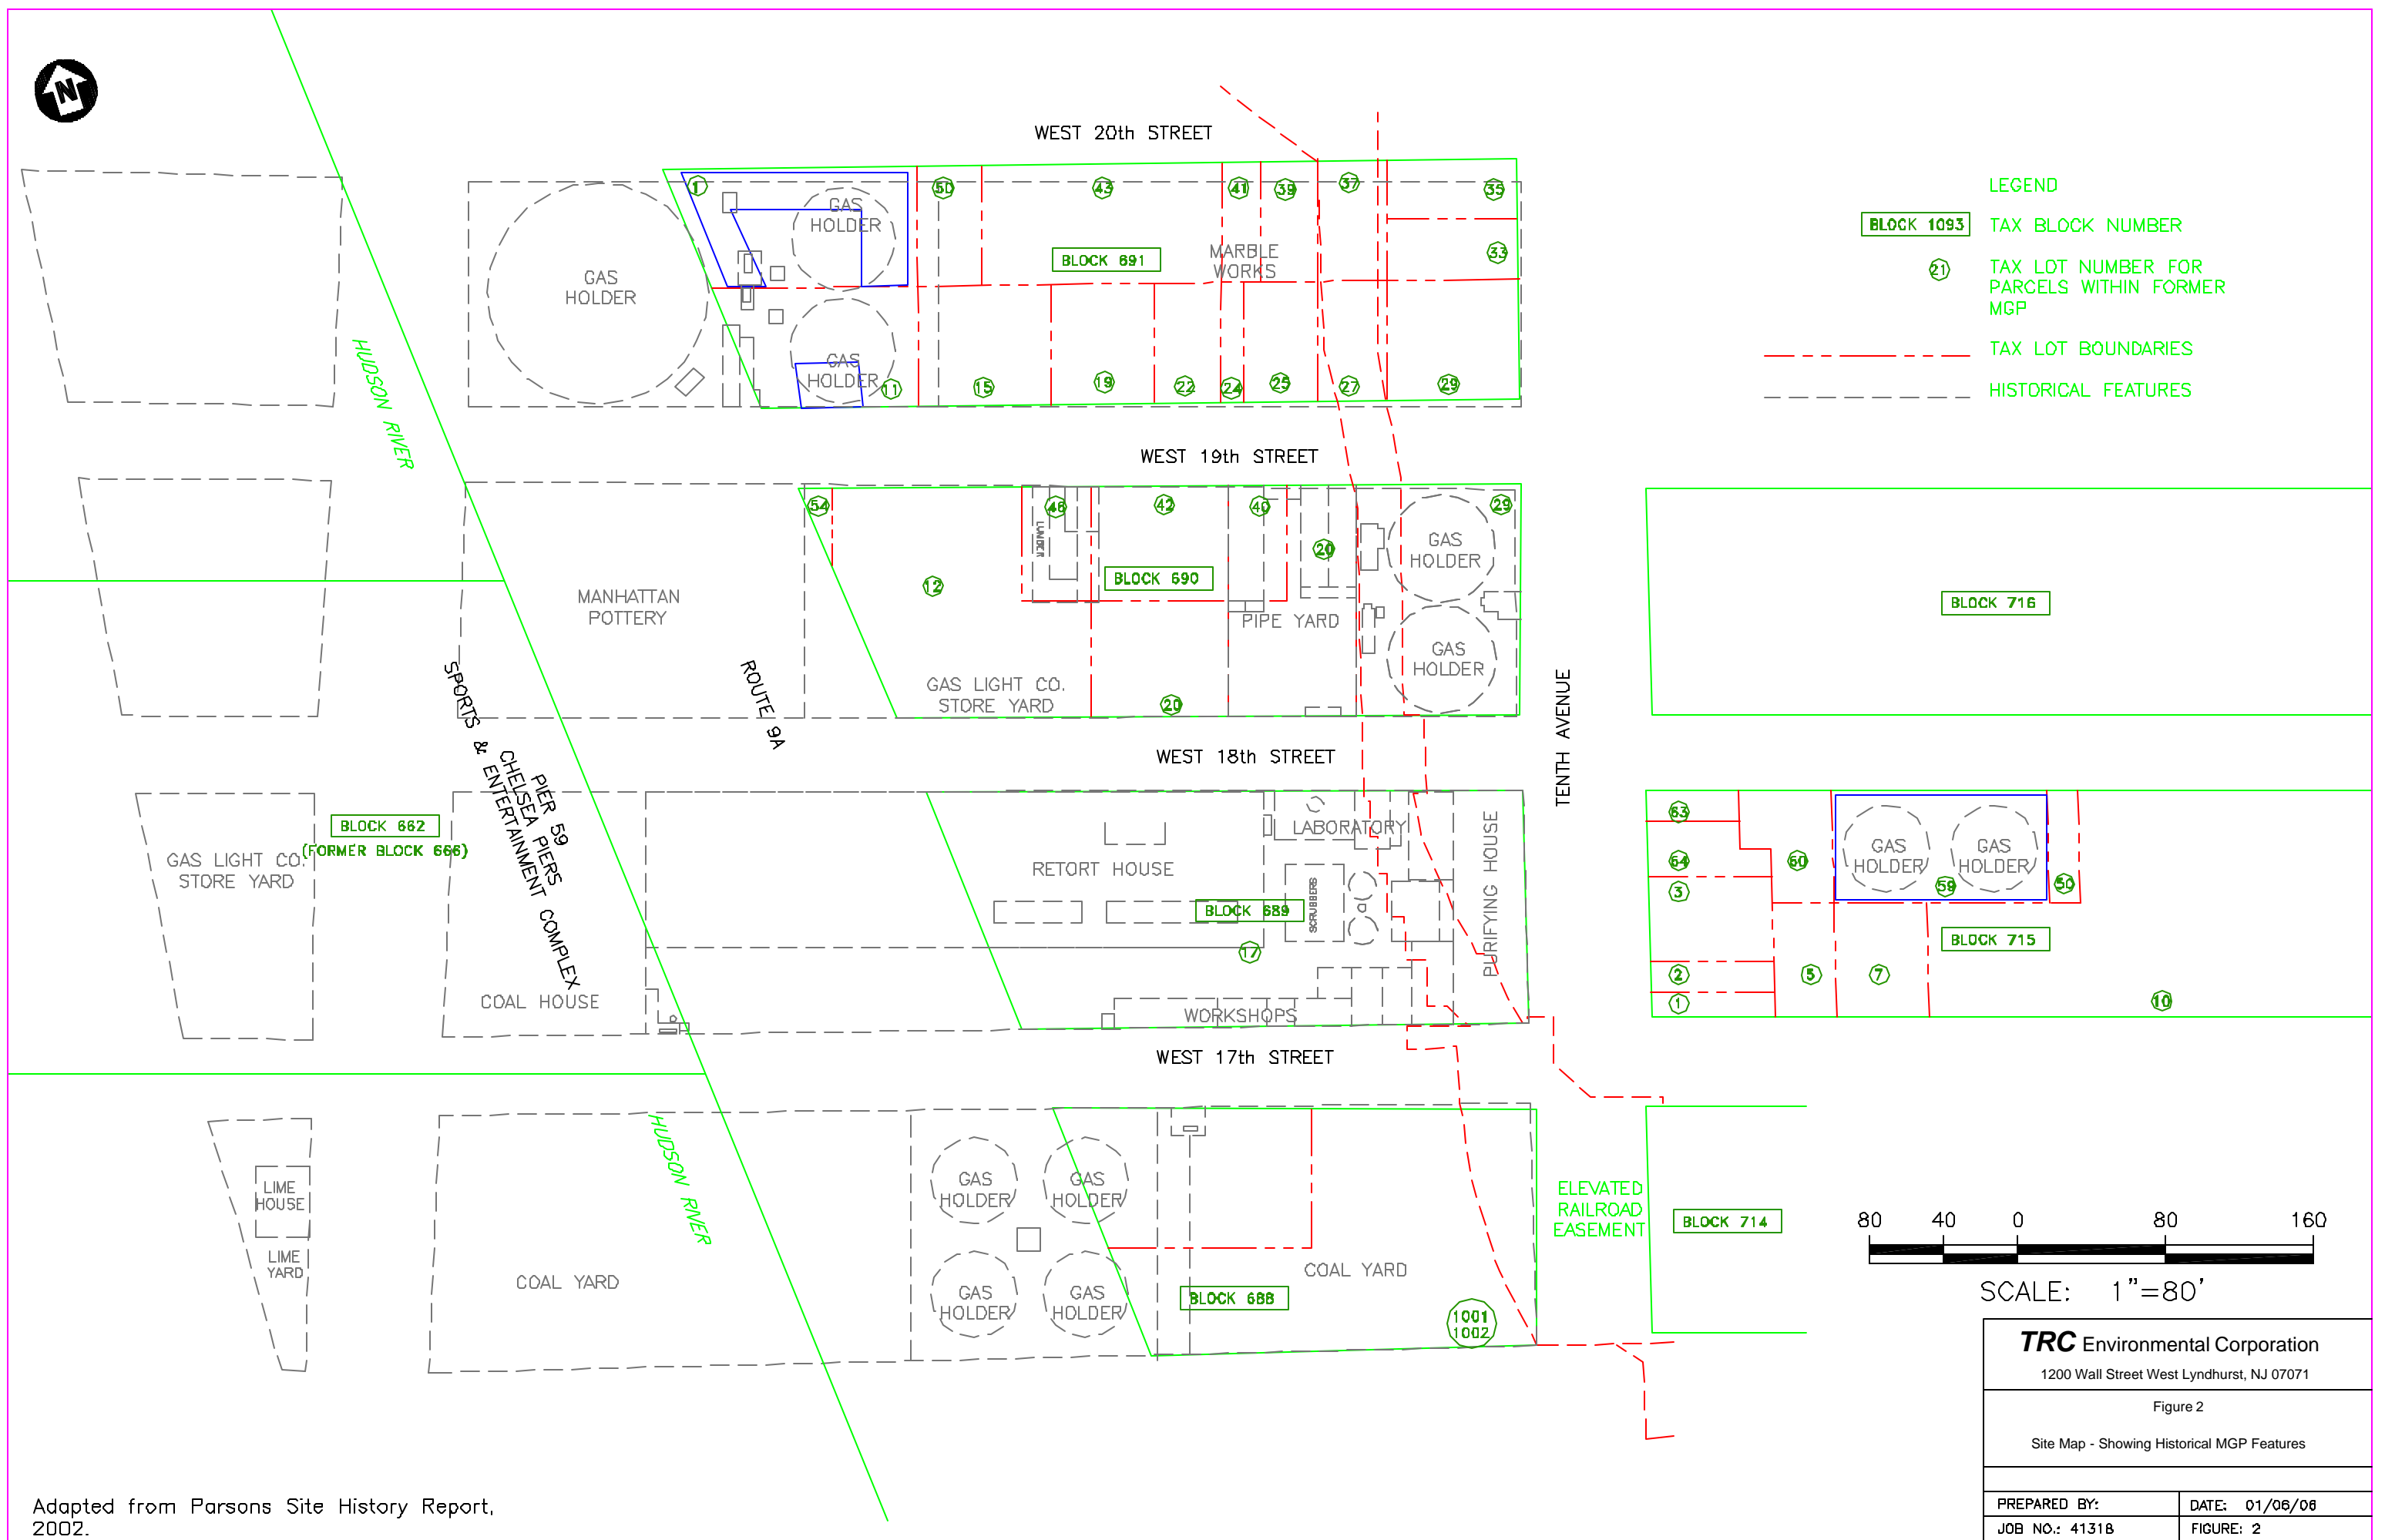 N
WEST 20th STREET
1
50
43
41
39
37
35
GAS
HOLDER
GAS
HOLDER
BLOCK 691
MARBLE
WORKS
33
GAS
HOLDER
11
15
19
22
24
25
27
29
HUDSON RIVER
LEGEND
BLOCK 1093 TAX BLOCK NUMBER
21 TAX LOT NUMBER FOR
PARCELS WITHIN FORMER
MGP
TAX LOT BOUNDARIES
HISTORICAL FEATURES
WEST 19th STREET
54
46
42
40
29
LUMBER
20
GAS
HOLDER
12
BLOCK 690
MANHATTAN
POTTERY
PIPE YARD
GAS
HOLDER
GAS LIGHT CO.
STORE YARD
20
BLOCK 716
ROUTE 9A
TENTH AVENUE
WEST 18th STREET
PIER 59
CHELSEA PIERS
SPORTS & ENTERTAINMENT COMPLEX
BLOCK 662
(FORMER BLOCK 666)
GAS LIGHT CO.
STORE YARD
COAL HOUSE
RETORT HOUSE
LABORATORY
SCRUBBERS
PURIFYING HOUSE
BLOCK 689
17
WORKSHOPS
63
64
3
60
GAS
HOLDER
GAS
HOLDER
59
50
BLOCK 715
2
1
5
7
10
WEST 17th STREET
HUDSON RIVER
LIME
HOUSE
LIME
YARD
COAL YARD
GAS
HOLDER
GAS
HOLDER
GAS
HOLDER
GAS
HOLDER
COAL YARD
BLOCK 688
1001
1002
ELEVATED
RAILROAD
EASEMENT
BLOCK 714
80 40 0 80 160
SCALE: 1"=80'
TRC Environmental Corporation
1200 Wall Street West Lyndhurst, NJ 07071
Figure 2
Site Map - Showing Historical MGP Features
PREPARED BY:
DATE: 01/06/06
JOB NO.: 41318
FIGURE: 2
Adapted from Parsons Site History Report,
2002.